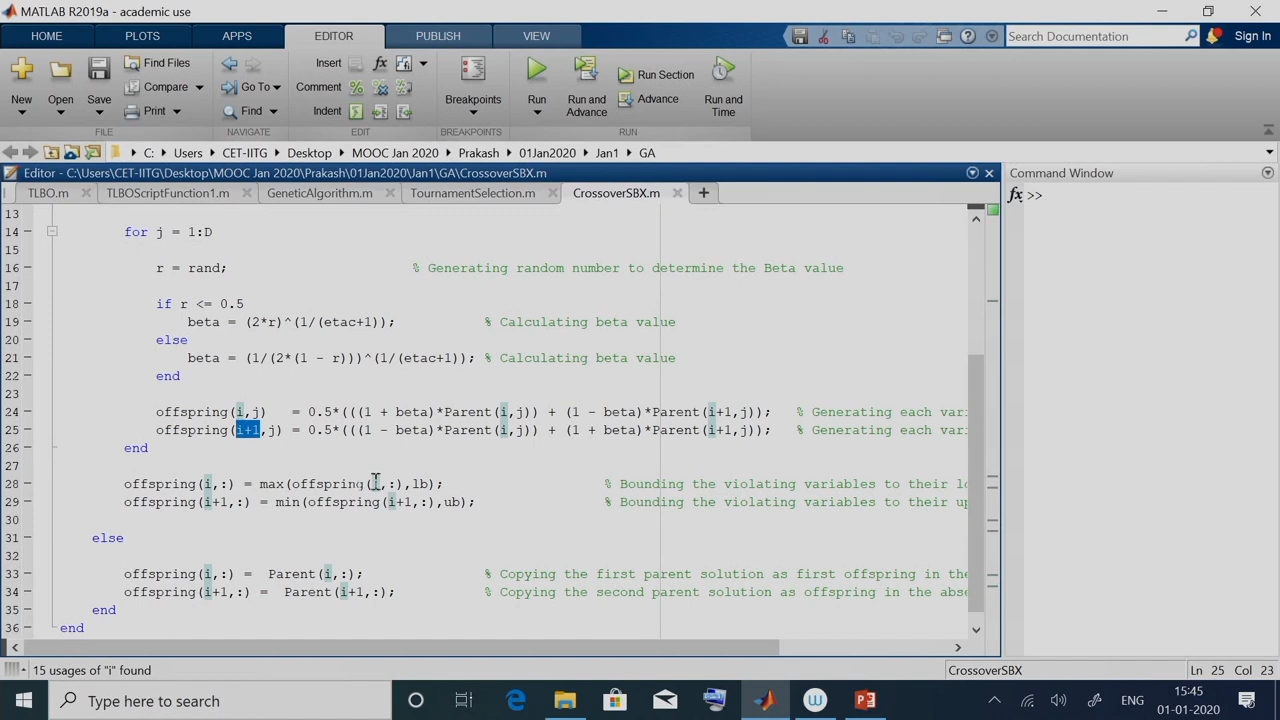 MATLAB R2019a - academic use
HOME PLOTS APPS EDITOR PUBLISH VIEW Search Documentation Sign In
New Open Save Find Files Compare Print Go To Find Insert Comment Indent Breakpoints Run Run and Advance Run Section Advance Run and Time
FILE NAVIGATE EDIT BREAKPOINTS RUN
C: Users CET-IITG Desktop MOOC Jan 2020 Prakash 01Jan2020 Jan1 GA
Editor - C:\Users\CET-IITG\Desktop\MOOC Jan 2020\Prakash\01Jan2020\Jan1\GA\CrossoverSBX.m
Command Window
TLBO.m TLBOScriptFunction1.m GeneticAlgorithm.m TournamentSelection.m CrossoverSBX.m
fx >>
13
14 for j = 1:D
15
16 r = rand; % Generating random number to determine the Beta value
17
18 if r <= 0.5
19 beta = (2*r)^(1/(etac+1)); % Calculating beta value
20 else
21 beta = (1/(2*(1 - r)))^(1/(etac+1)); % Calculating beta value
22 end
23
24 offspring(i,j) = 0.5*(((1 + beta)*Parent(i,j)) + (1 - beta)*Parent(i+1,j)); % Generating each vari
25 offspring(i+1,j) = 0.5*(((1 - beta)*Parent(i,j)) + (1 + beta)*Parent(i+1,j)); % Generating each vari
26 end
27
28 offspring(i,:) = max(offspring(i,:),lb); % Bounding the violating variables to their lo
29 offspring(i+1,:) = min(offspring(i+1,:),ub); % Bounding the violating variables to their up
30
31 else
32
33 offspring(i,:) = Parent(i,:); % Copying the first parent solution as first offspring in the
34 offspring(i+1,:) = Parent(i+1,:); % Copying the second parent solution as offspring in the abse
35 end
36 end
15 usages of "i" found CrossoverSBX Ln 25 Col 23
Type here to search ENG 15:45
01-01-2020